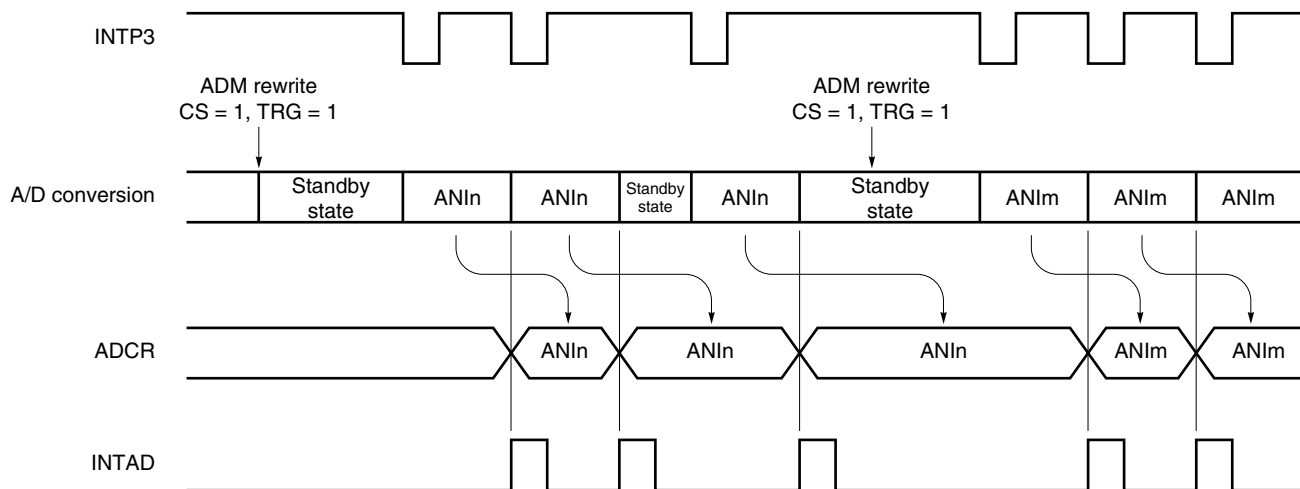 INTP3
ADM rewrite
CS = 1, TRG = 1
ADM rewrite
CS = 1, TRG = 1
A/D conversion
Standby
state
ANIn
ANIn
Standby
state
ANIn
Standby
state
ANIm
ANIm
ANIm
ADCR
ANIn
ANIn
ANIn
ANIm
ANIm
INTAD